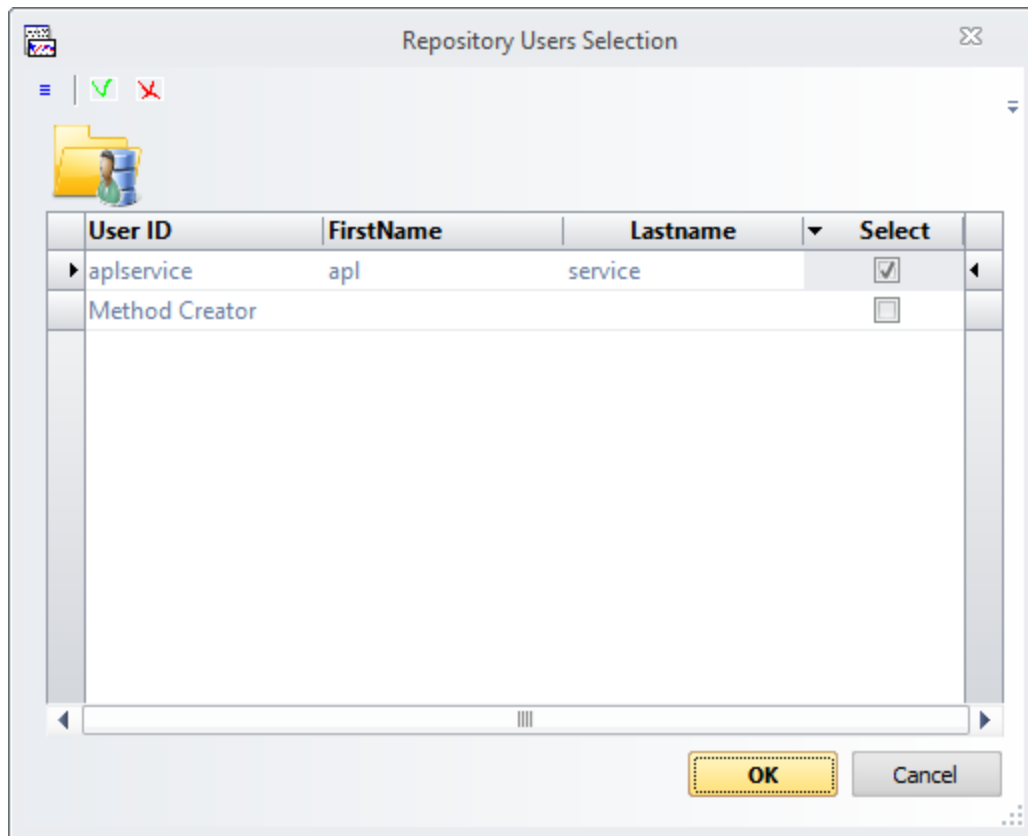 Repository Users Selection
User ID FirstName Lastname Select
aplservice apl service
Method Creator
OK Cancel